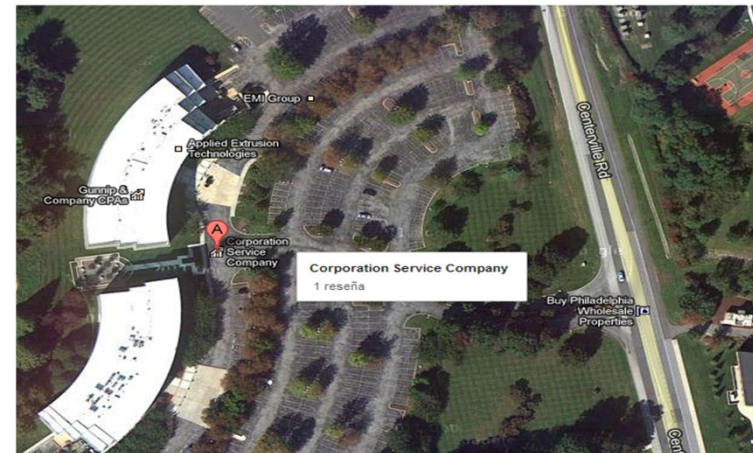 EMI Group
Applied Extrusion
Technologies
Gunnip &
Company CPAs
A
Corporation
Service
Company
Corporation Service Company
1 reseña
Centerville Rd
Buy Philadelphia
Wholesale
Properties
Cen